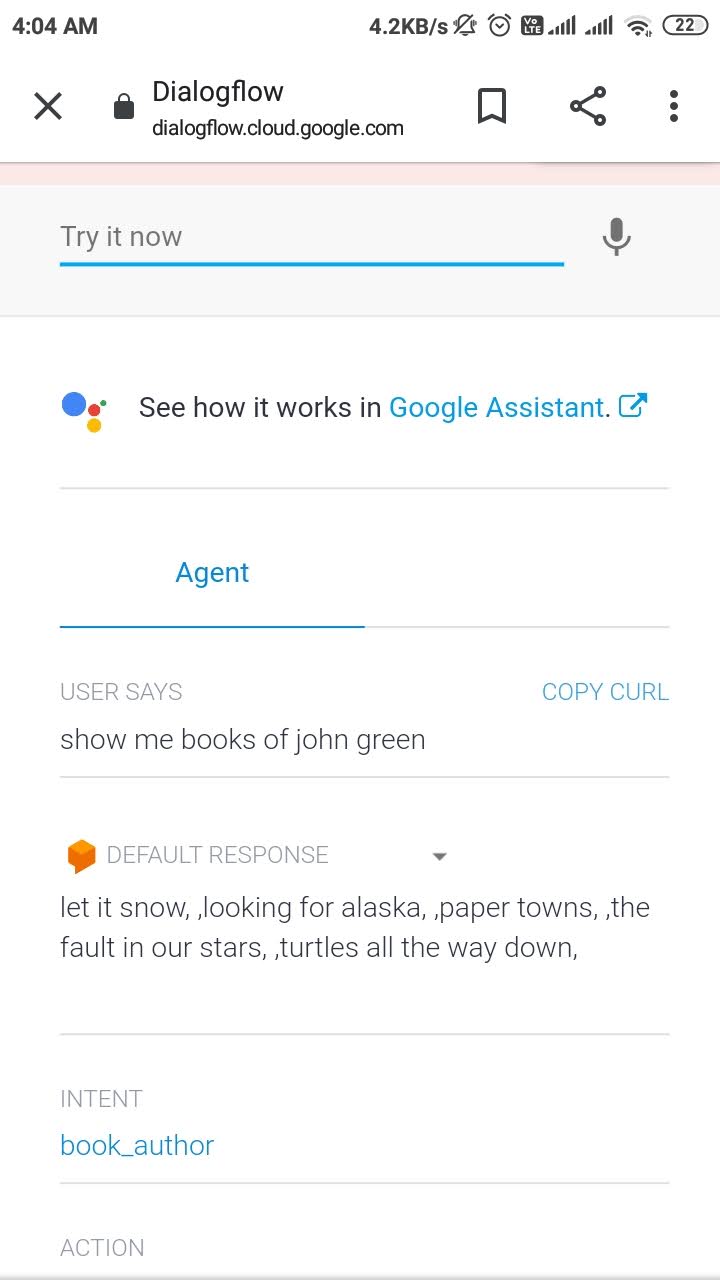 4:04 AM 4.2KB/s Vo LTE 22
Dialogflow
dialogflow.cloud.google.com
Try it now
See how it works in Google Assistant.
Agent
USER SAYS COPY CURL
show me books of john green
DEFAULT RESPONSE
let it snow, ,looking for alaska, ,paper towns, ,the
fault in our stars, ,turtles all the way down,
INTENT
book_author
ACTION